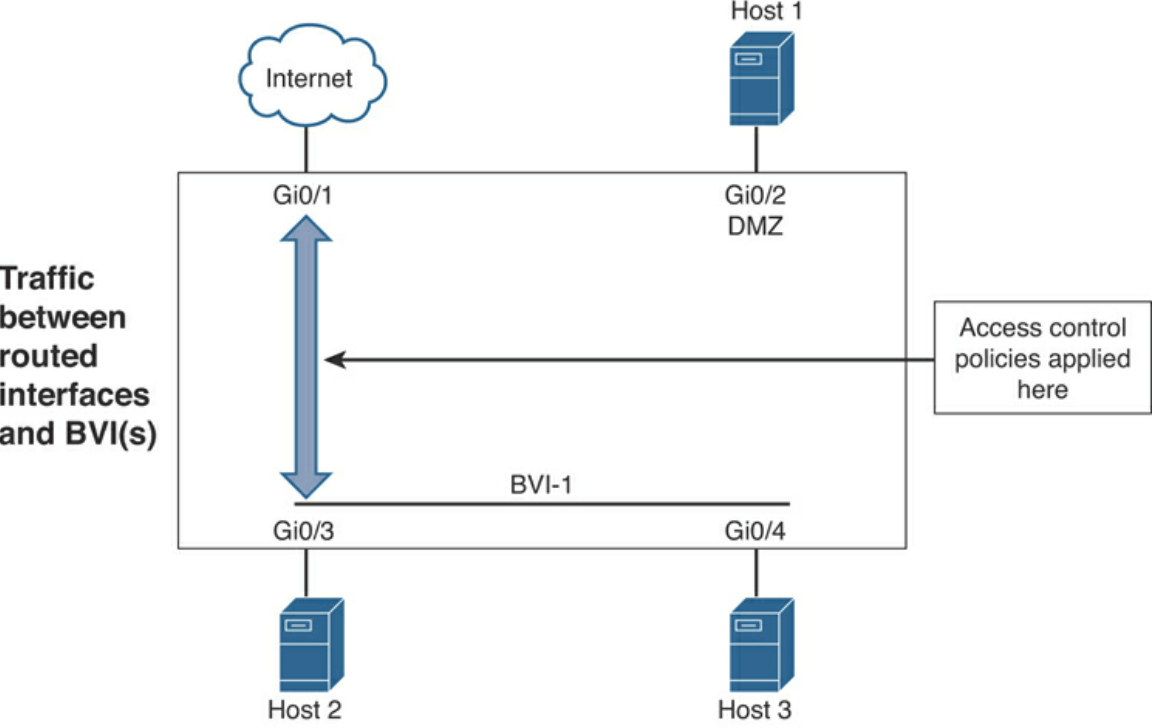 Host 1
Internet
Gi0/1
Gi0/2
DMZ
Traffic
between
routed
interfaces
and BVI(s)
Access control
policies applied
here
BVI-1
Gi0/3
Gi0/4
Host 2
Host 3